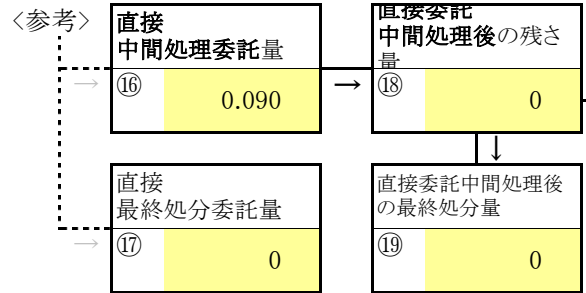 〈参考〉
直接
中間処理委託量
→
⑯
0.090
→
直接委託
中間処理後の残さ
量
⑱
0
↓
直接
最終処分委託量
→
⑰
0
直接委託中間処理後
の最終処分量
⑲
0